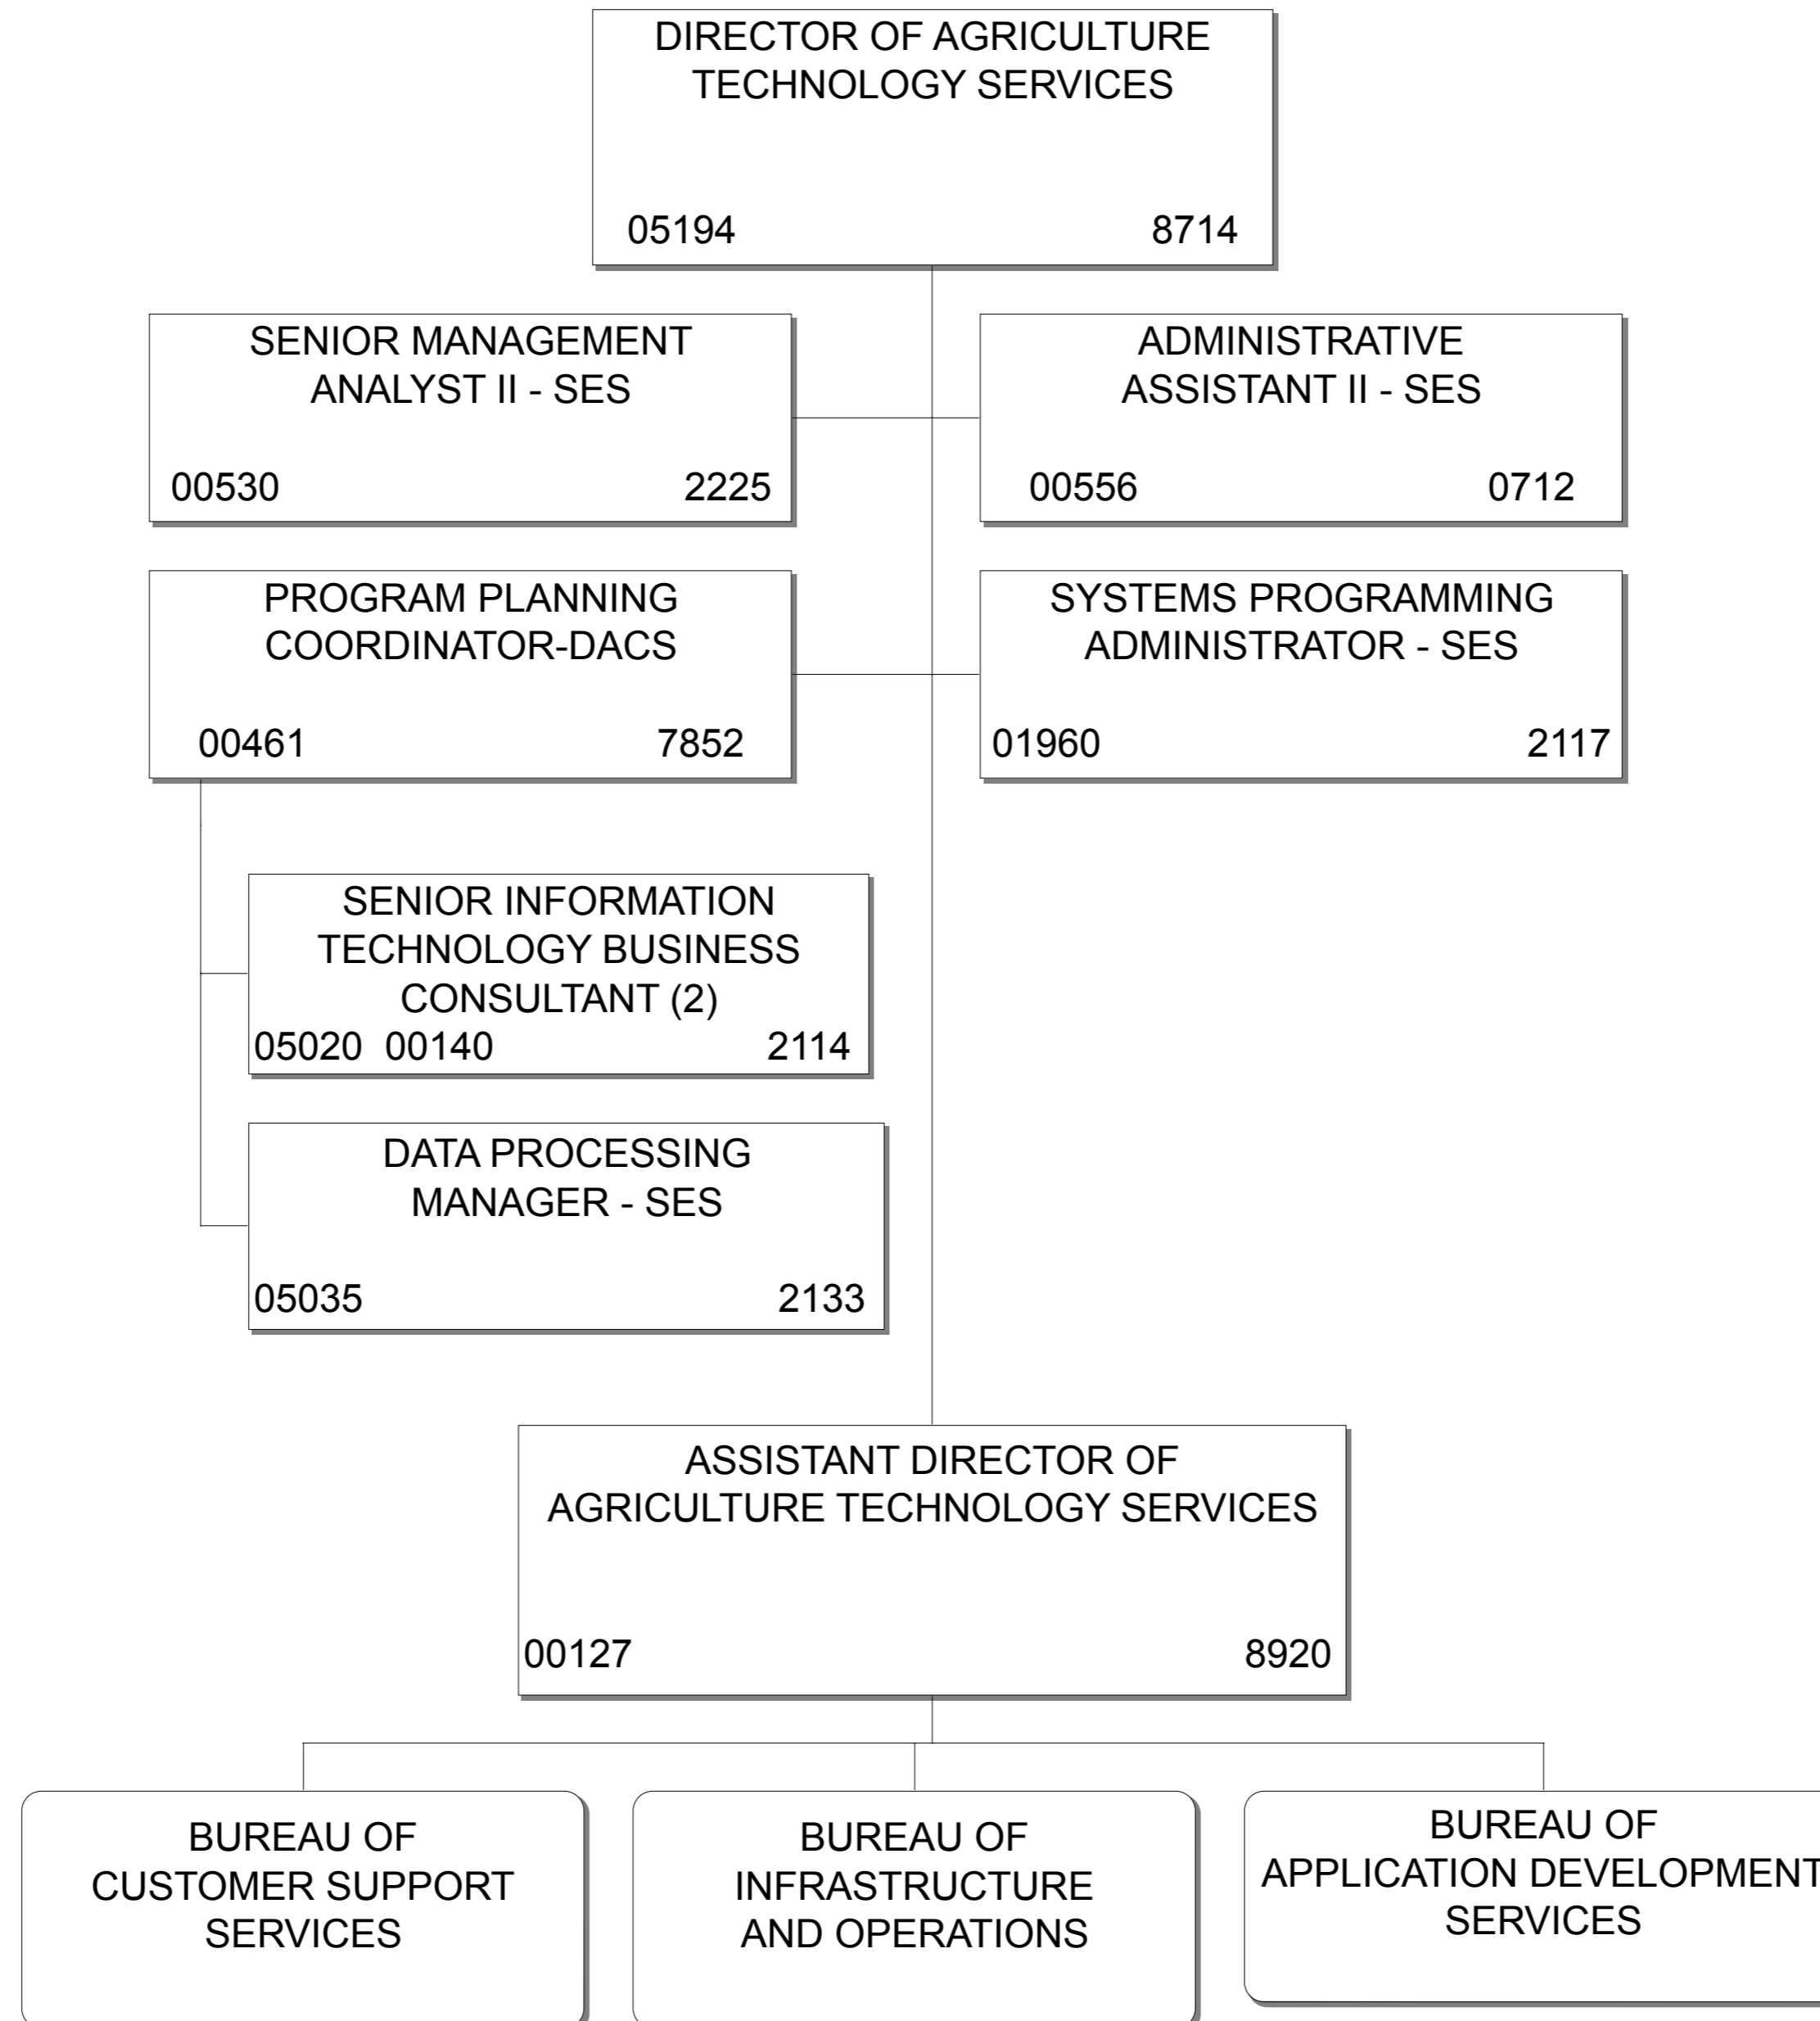 DIRECTOR OF AGRICULTURE
TECHNOLOGY SERVICES
05194 8714
SENIOR MANAGEMENT
ANALYST II - SES
00530 2225
ADMINISTRATIVE
ASSISTANT II - SES
00556 0712
PROGRAM PLANNING
COORDINATOR-DACS
00461 7852
SYSTEMS PROGRAMMING
ADMINISTRATOR - SES
01960 2117
SENIOR INFORMATION
TECHNOLOGY BUSINESS
CONSULTANT (2)
05020 00140 2114
DATA PROCESSING
MANAGER - SES
05035 2133
ASSISTANT DIRECTOR OF
AGRICULTURE TECHNOLOGY SERVICES
00127 8920
BUREAU OF
CUSTOMER SUPPORT
SERVICES
BUREAU OF
INFRASTRUCTURE
AND OPERATIONS
BUREAU OF
APPLICATION DEVELOPMENT
SERVICES